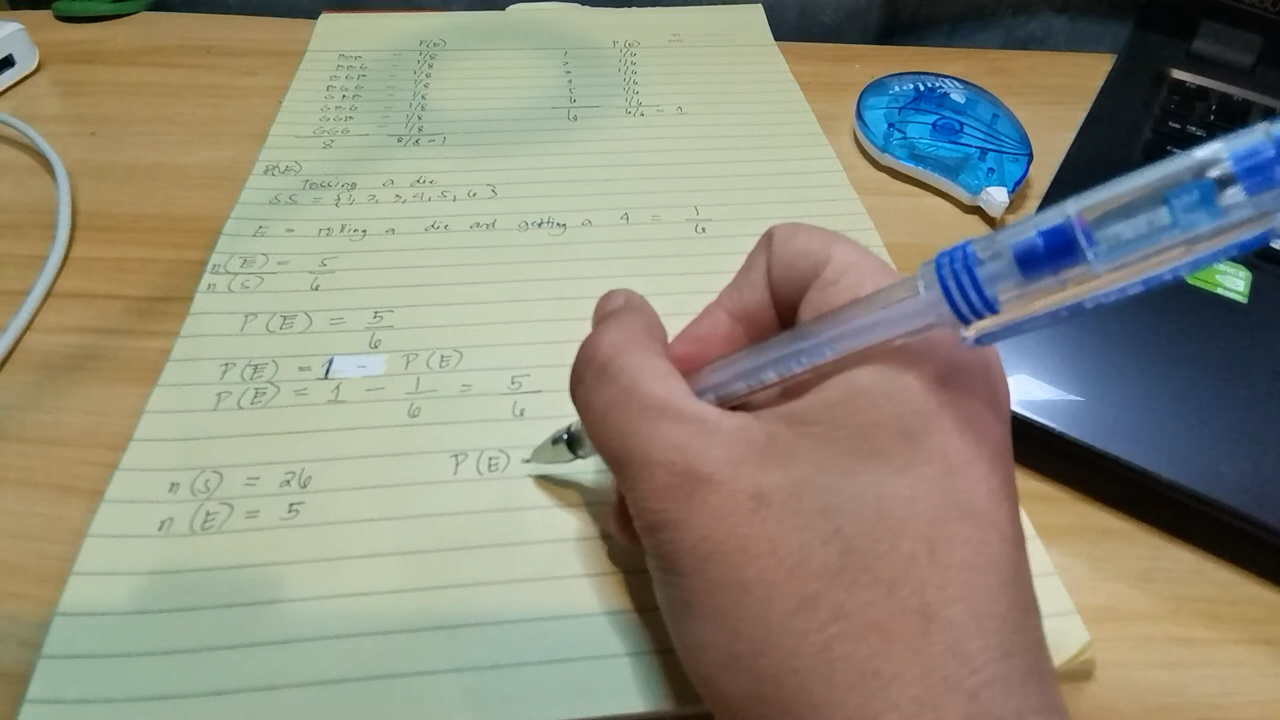 P(E) P(E)
BBB - 1/8 1 1/6
BBG - 1/8 2 1/6
BGB - 1/8 3 1/6
BGG - 1/8 4 1/6
GBB - 1/8 5 1/6
GBG - 1/8 6 1/6
GGB - 1/8 6 6/6 = 1
GGG - 1/8
8 8/8 = 1
P(E)
Tossing a die
SS = {1, 2, 3, 4, 5, 6}
E = rolling a die and getting a 4 = 1/6
n(E) = 5
n(s) 6
P(E) = 5/6
P(E) = 1 - P(E)
P(E) = 1 - 1/6 = 5/6
n(s) = 26 P(E) =
n(E) = 5